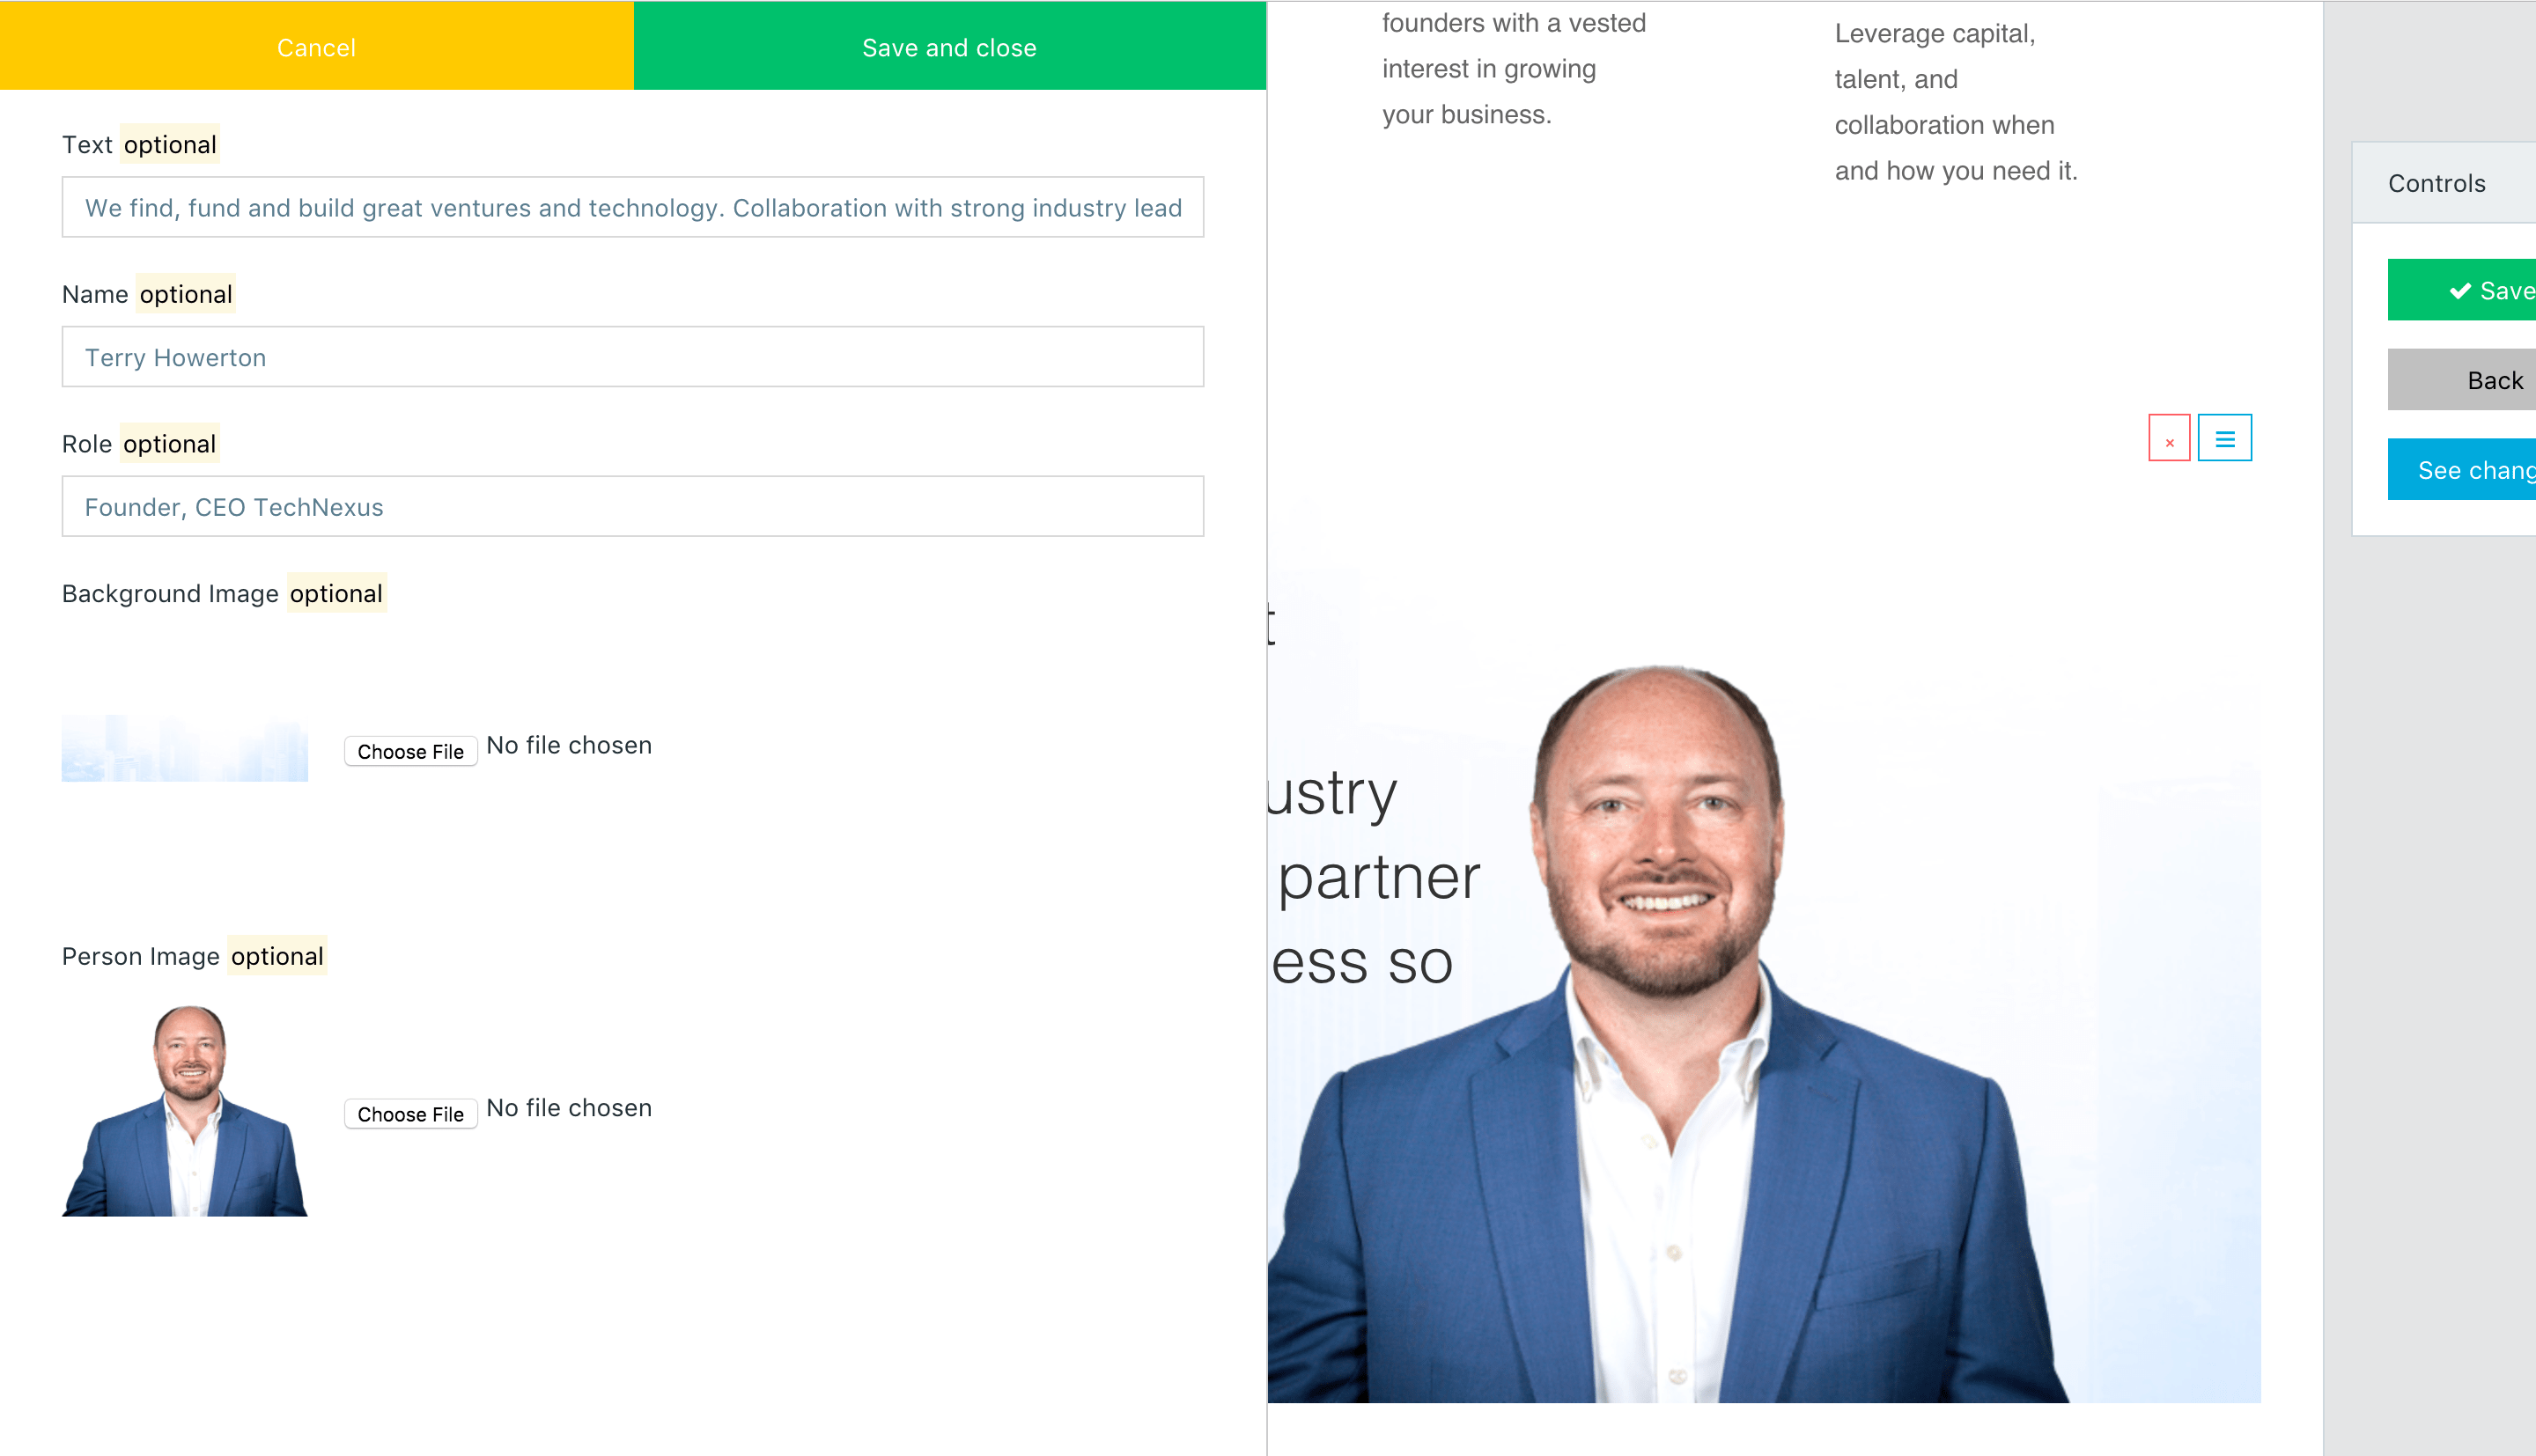 Cancel
Save and close
Text optional
We find, fund and build great ventures and technology. Collaboration with strong industry lead
Name optional
Terry Howerton
Role optional
Founder, CEO TechNexus
Background Image optional
Choose File No file chosen
Person Image optional
Choose File No file chosen
founders with a vested
interest in growing
your business.
Leverage capital,
talent, and
collaboration when
and how you need it.
t
ustry
partner
ess so
Controls
Save
Back
See chang